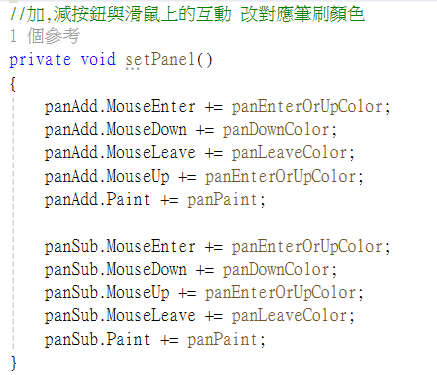 //加,減按鈕與滑鼠上的互動 改對應筆刷顏色
1 個參考
private void setPanel()
{
panAdd.MouseEnter += panEnterOrUpColor;
panAdd.MouseDown += panDownColor;
panAdd.MouseLeave += panLeaveColor;
panAdd.MouseUp += panEnterOrUpColor;
panAdd.Paint += panPaint;
panSub.MouseEnter += panEnterOrUpColor;
panSub.MouseDown += panDownColor;
panSub.MouseUp += panEnterOrUpColor;
panSub.MouseLeave += panLeaveColor;
panSub.Paint += panPaint;
}